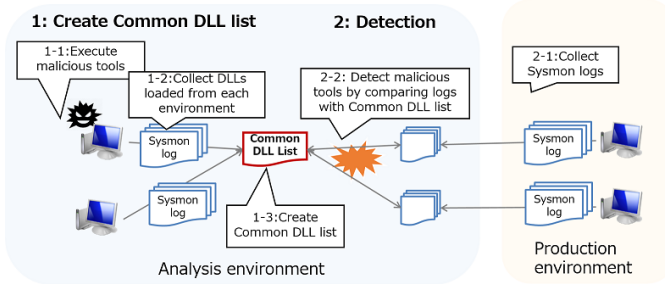 1: Create Common DLL list
2: Detection
1-1:Execute
malicious tools
1-2:Collect DLLs
loaded from each
environment
2-2: Detect malicious
tools by comparing logs
with Common DLL list
2-1:Collect
Sysmon logs
Sysmon
log
Common
DLL List
Sysmon
log
Sysmon
log
Sysmon
log
1-3:Create
Common DLL list
Analysis environment
Production
environment